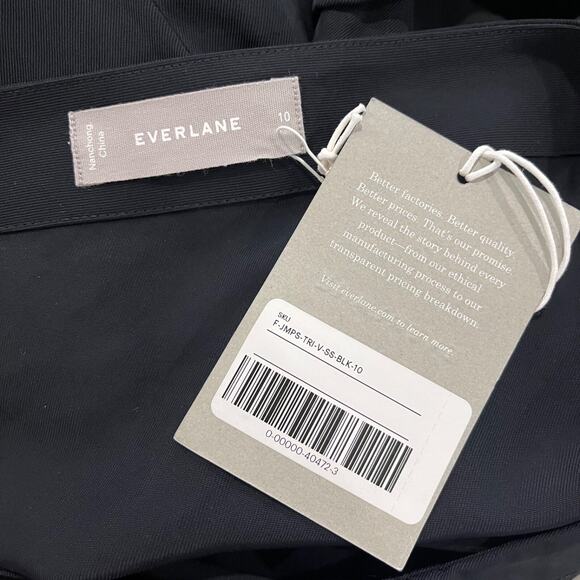 Nanchong,
China
EVERLANE
10
Better factories. Better quality.
Better prices. That's our promise.
We reveal the story behind every
product—from our ethical
manufacturing process to our
transparent pricing breakdown.
Visit everlane.com to learn more.
SKU
F-JMPS-TRI-V-SS-BLK-10
0-00000-40472-3